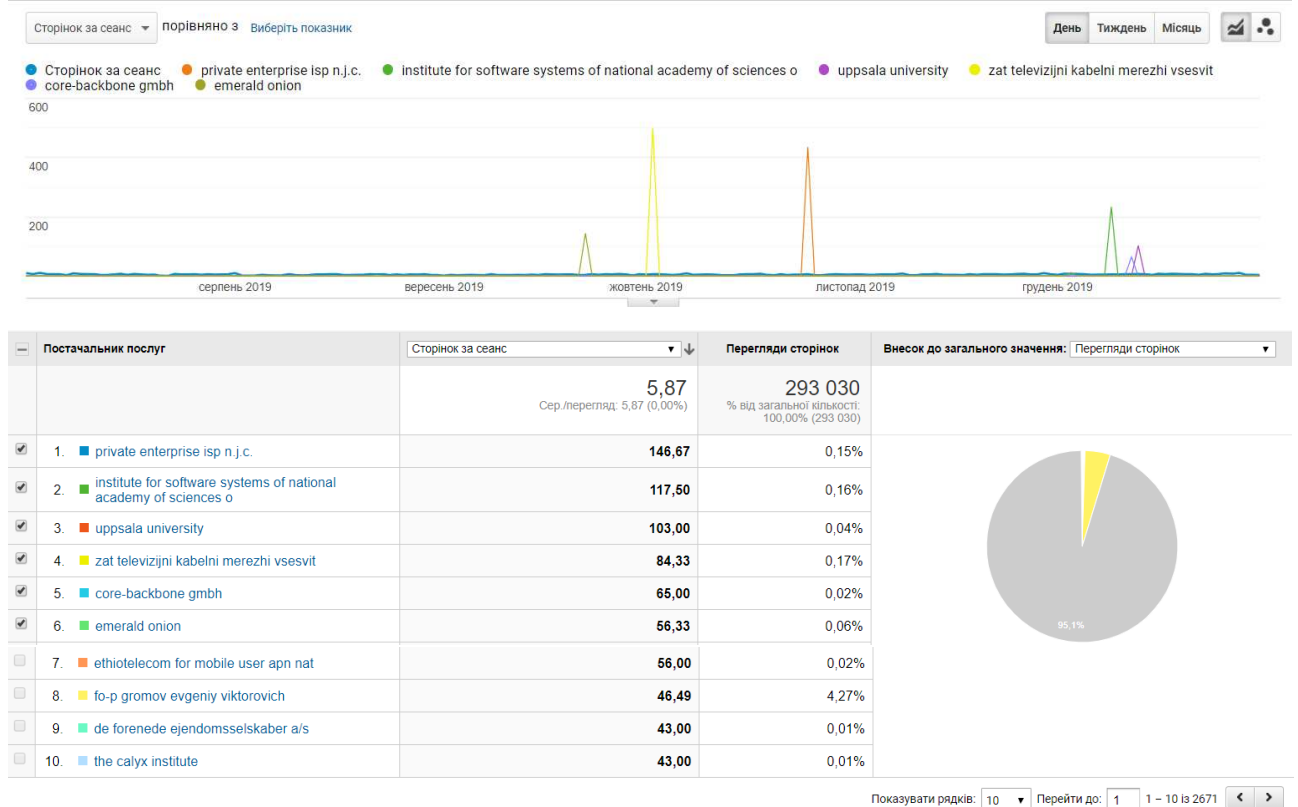 Сторінок за сеанс порівняно з Виберіть показник День Тиждень Місяць
Сторінок за сеанс private enterprise isp n.j.c. institute for software systems of national academy of sciences o uppsala university zat televizijni kabelni merezhi vsesvit
core-backbone gmbh emerald onion
600
400
200
серпень 2019 вересень 2019 жовтень 2019 листопад 2019 грудень 2019
Постачальник послуг Сторінок за сеанс Перегляди сторінок Внесок до загального значення: Перегляди сторінок
5,87 293 030
Сер./перегляд: 5,87 (0,00%) % від загальної кількості:
100,00% (293 030)
1. private enterprise isp n.j.c. 146,67 0,15%
2. institute for software systems of national
academy of sciences o 117,50 0,16%
3. uppsala university 103,00 0,04%
4. zat televizijni kabelni merezhi vsesvit 84,33 0,17%
5. core-backbone gmbh 65,00 0,02%
6. emerald onion 56,33 0,06%
95,1%
7. ethiotelecom for mobile user apn nat 56,00 0,02%
8. fo-p gromov evgeniy viktorovich 46,49 4,27%
9. de forenede ejendomsselskaber a/s 43,00 0,01%
10. the calyx institute 43,00 0,01%
Показувати рядків: 10 Перейти до: 1 1 – 10 із 2671